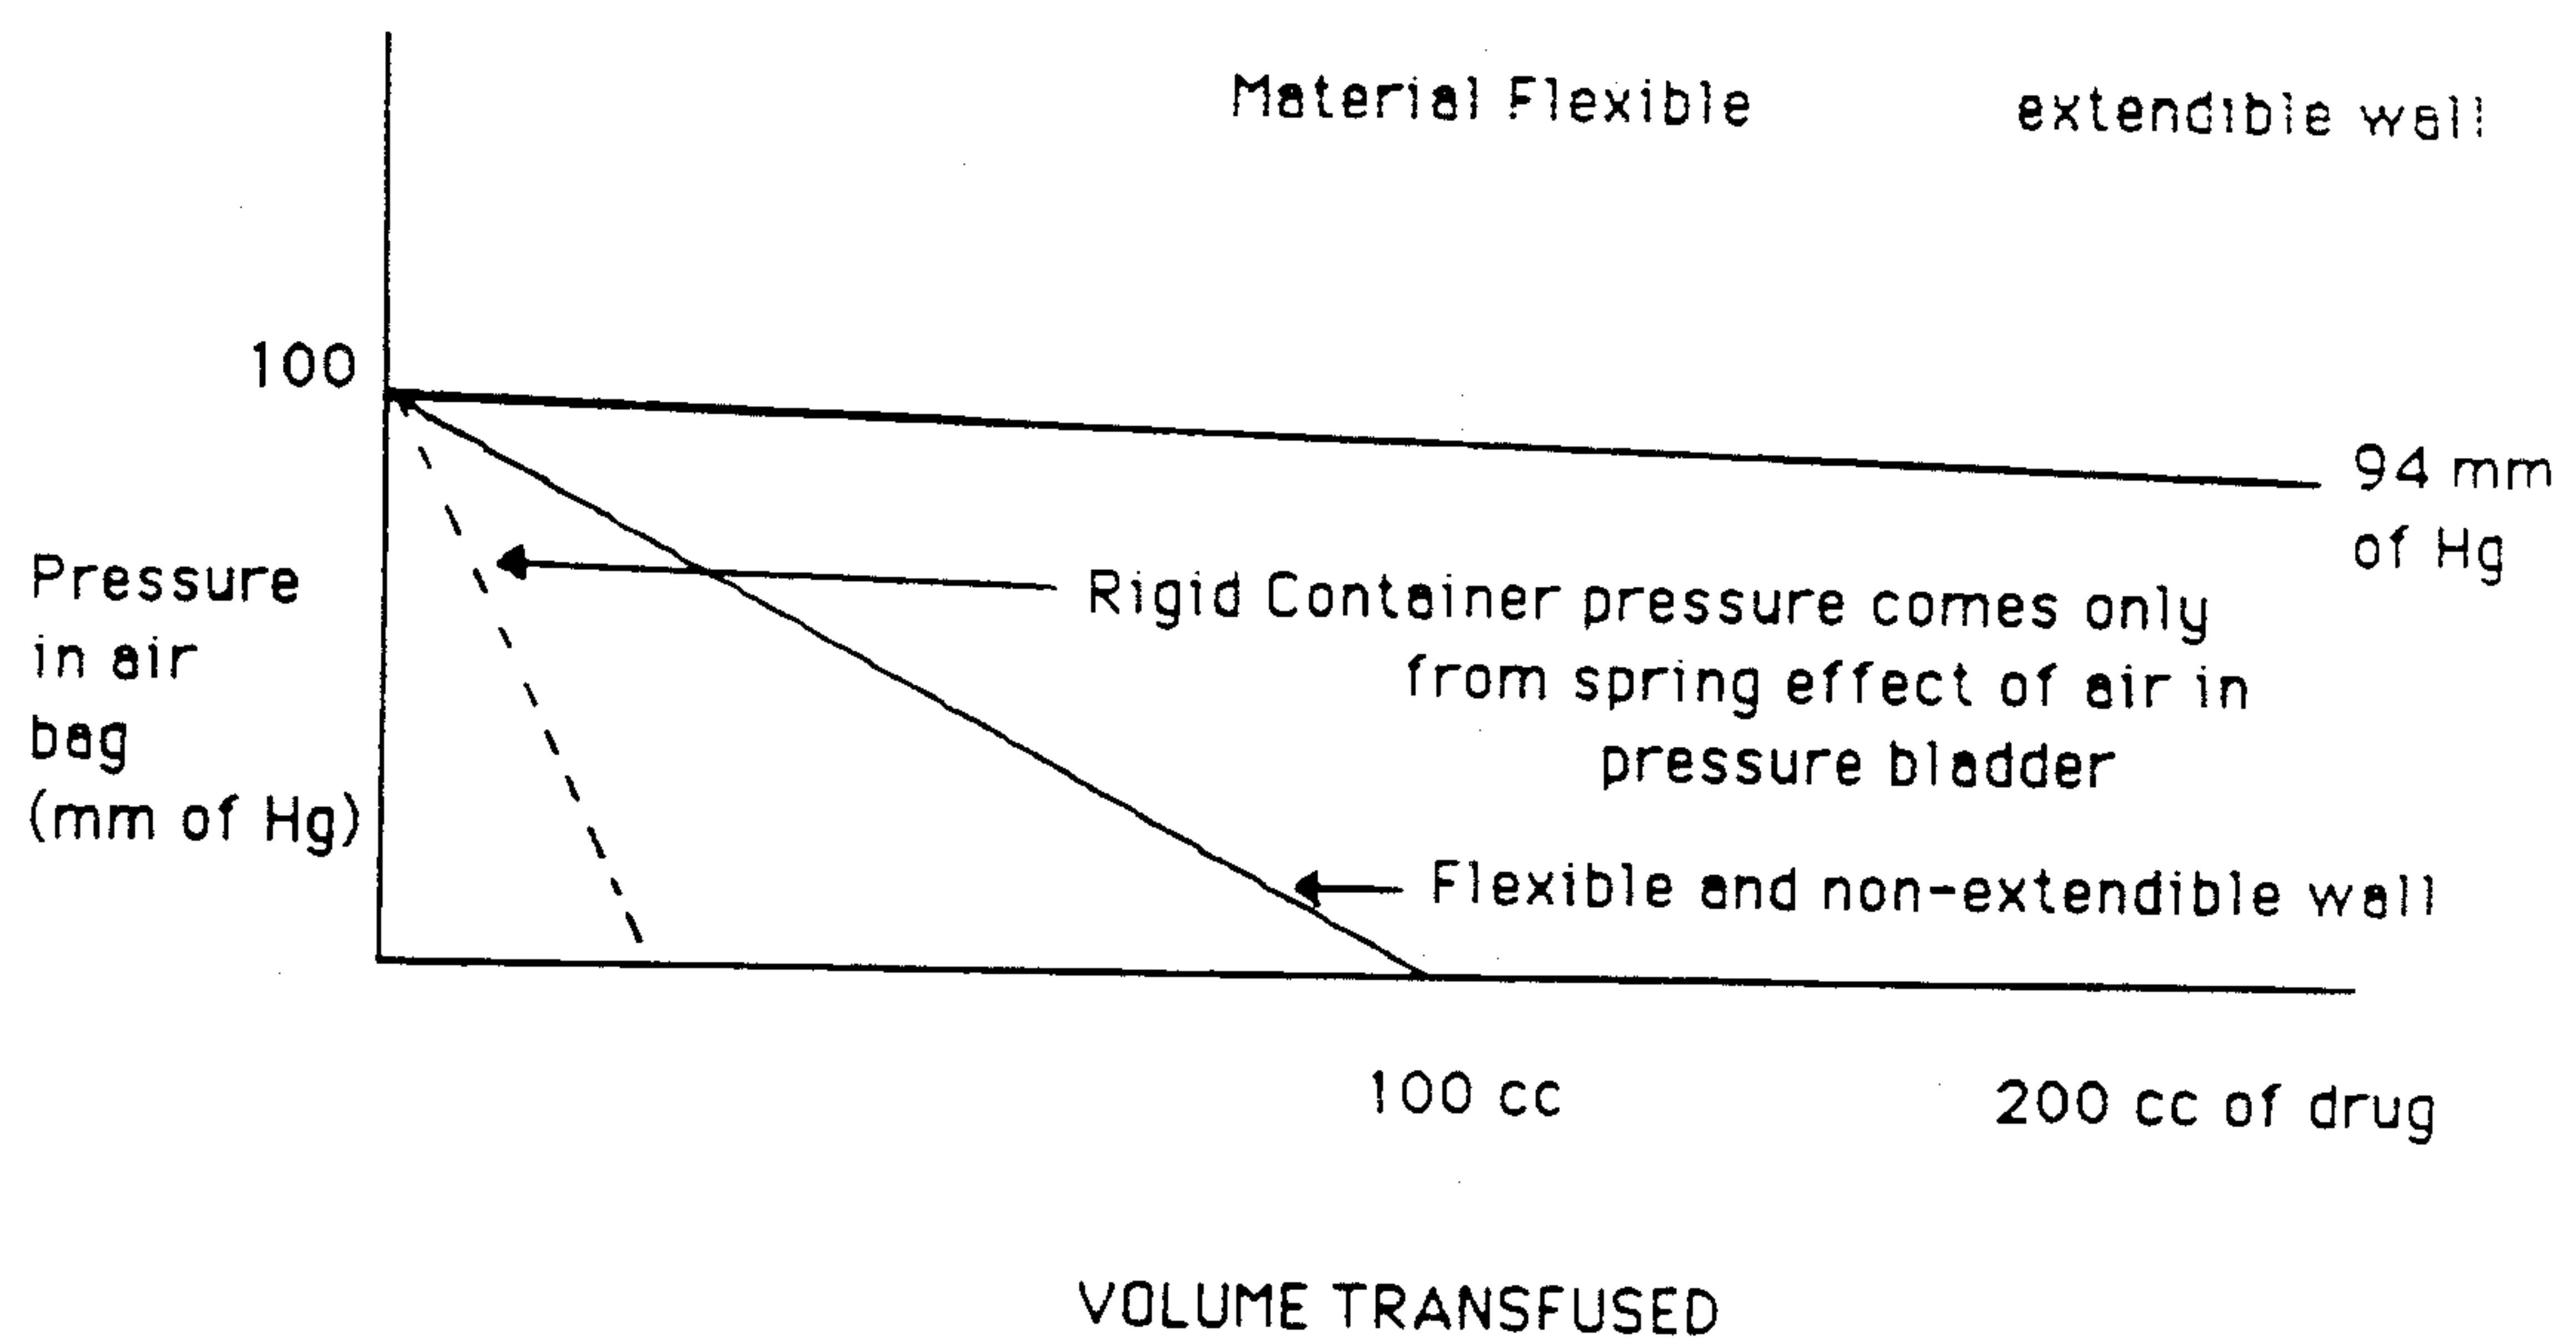 Material Flexible extendible wall
100
94 mm
of Hg
Pressure
in air
bag
(mm of Hg)
Rigid Container pressure comes only
from spring effect of air in
pressure bladder
Flexible and non-extendible wall
100 cc
200 cc of drug
VOLUME TRANSFUSED